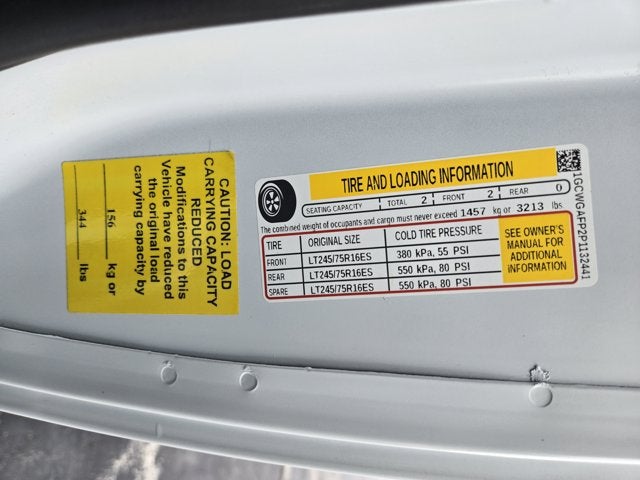 CAUTION: LOAD
CARRYING CAPACITY
REDUCED
Modifications to this
Vehicle have reduced
the original load
carrying capacity by
156 kg or
344 lbs
TIRE AND LOADING INFORMATION
SEATING CAPACITY TOTAL 2 FRONT 2 REAR 0
The combined weight of occupants and cargo must never exceed 1457 kg or 3213 lbs
TIRE ORIGINAL SIZE COLD TIRE PRESSURE
FRONT LT245/75R16ES 380 kPa, 55 PSI
REAR LT245/75R16ES 550 kPa, 80 PSI
SPARE LT245/75R16ES 550 kPa, 80 PSI
SEE OWNER'S
MANUAL FOR
ADDITIONAL
INFORMATION
1GCWGAFP2P1132441